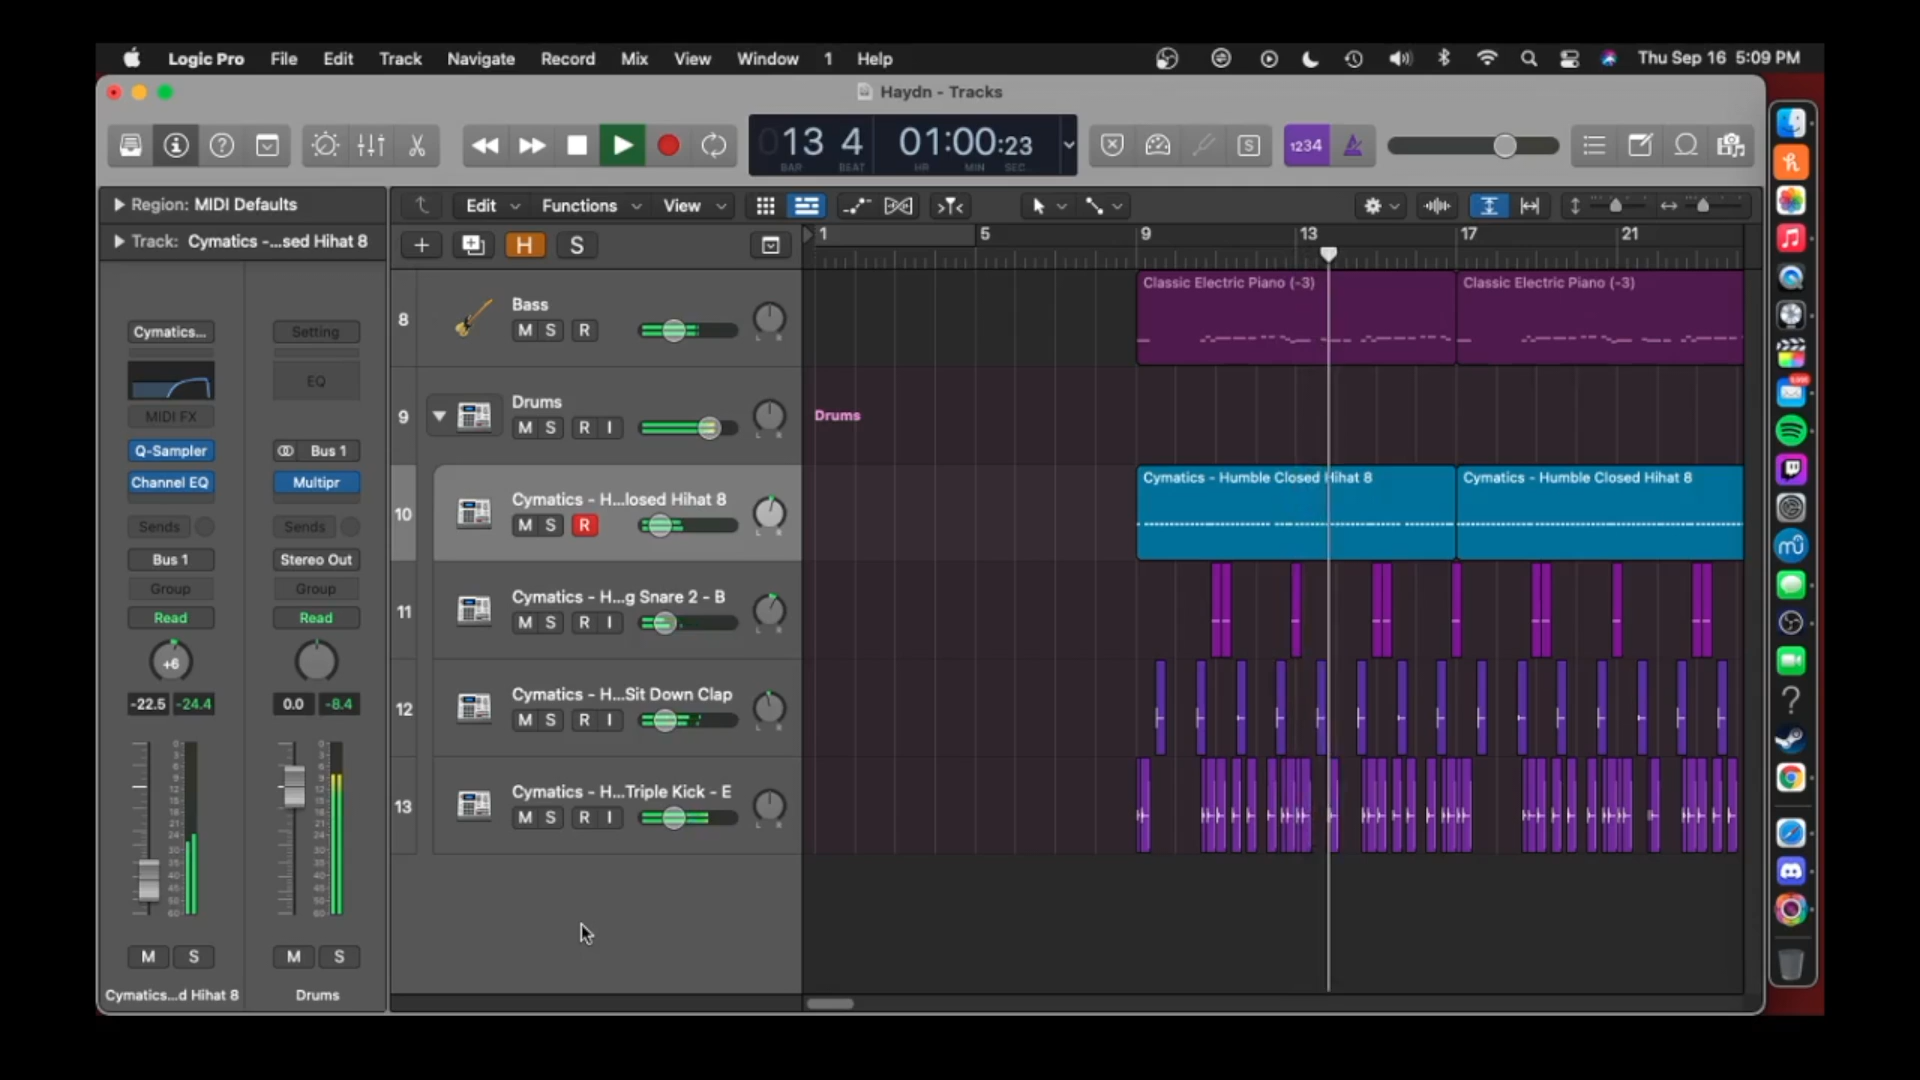 Logic Pro File Edit Track Navigate Record Mix View Window 1 Help Thu Sep 16 5:09 PM
Haydn - Tracks
13 4 01:00:23
BAR BEAT HR MIN SEC
1234
Region: MIDI Defaults
Edit Functions View
Track: Cymatics -...sed Hihat 8
H S
1 5 9 13 17 21
8 Bass
M S R
Classic Electric Piano (-3) Classic Electric Piano (-3)
Cymatics... Setting
EQ
MIDI FX
9 Drums
M S R I
Drums
Q-Sampler Bus 1
Channel EQ Multipr
10 Cymatics - H...losed Hihat 8
M S R
Cymatics - Humble Closed Hihat 8 Cymatics - Humble Closed Hihat 8
Sends Sends
Bus 1 Stereo Out
Group Group
Read Read
11 Cymatics - H...g Snare 2 - B
M S R I
+6
-22.5 -24.4 0.0 -8.4
12 Cymatics - H...Sit Down Clap
M S R I
13 Cymatics - H...Triple Kick - E
M S R I
M S M S
Cymatics...d Hihat 8 Drums